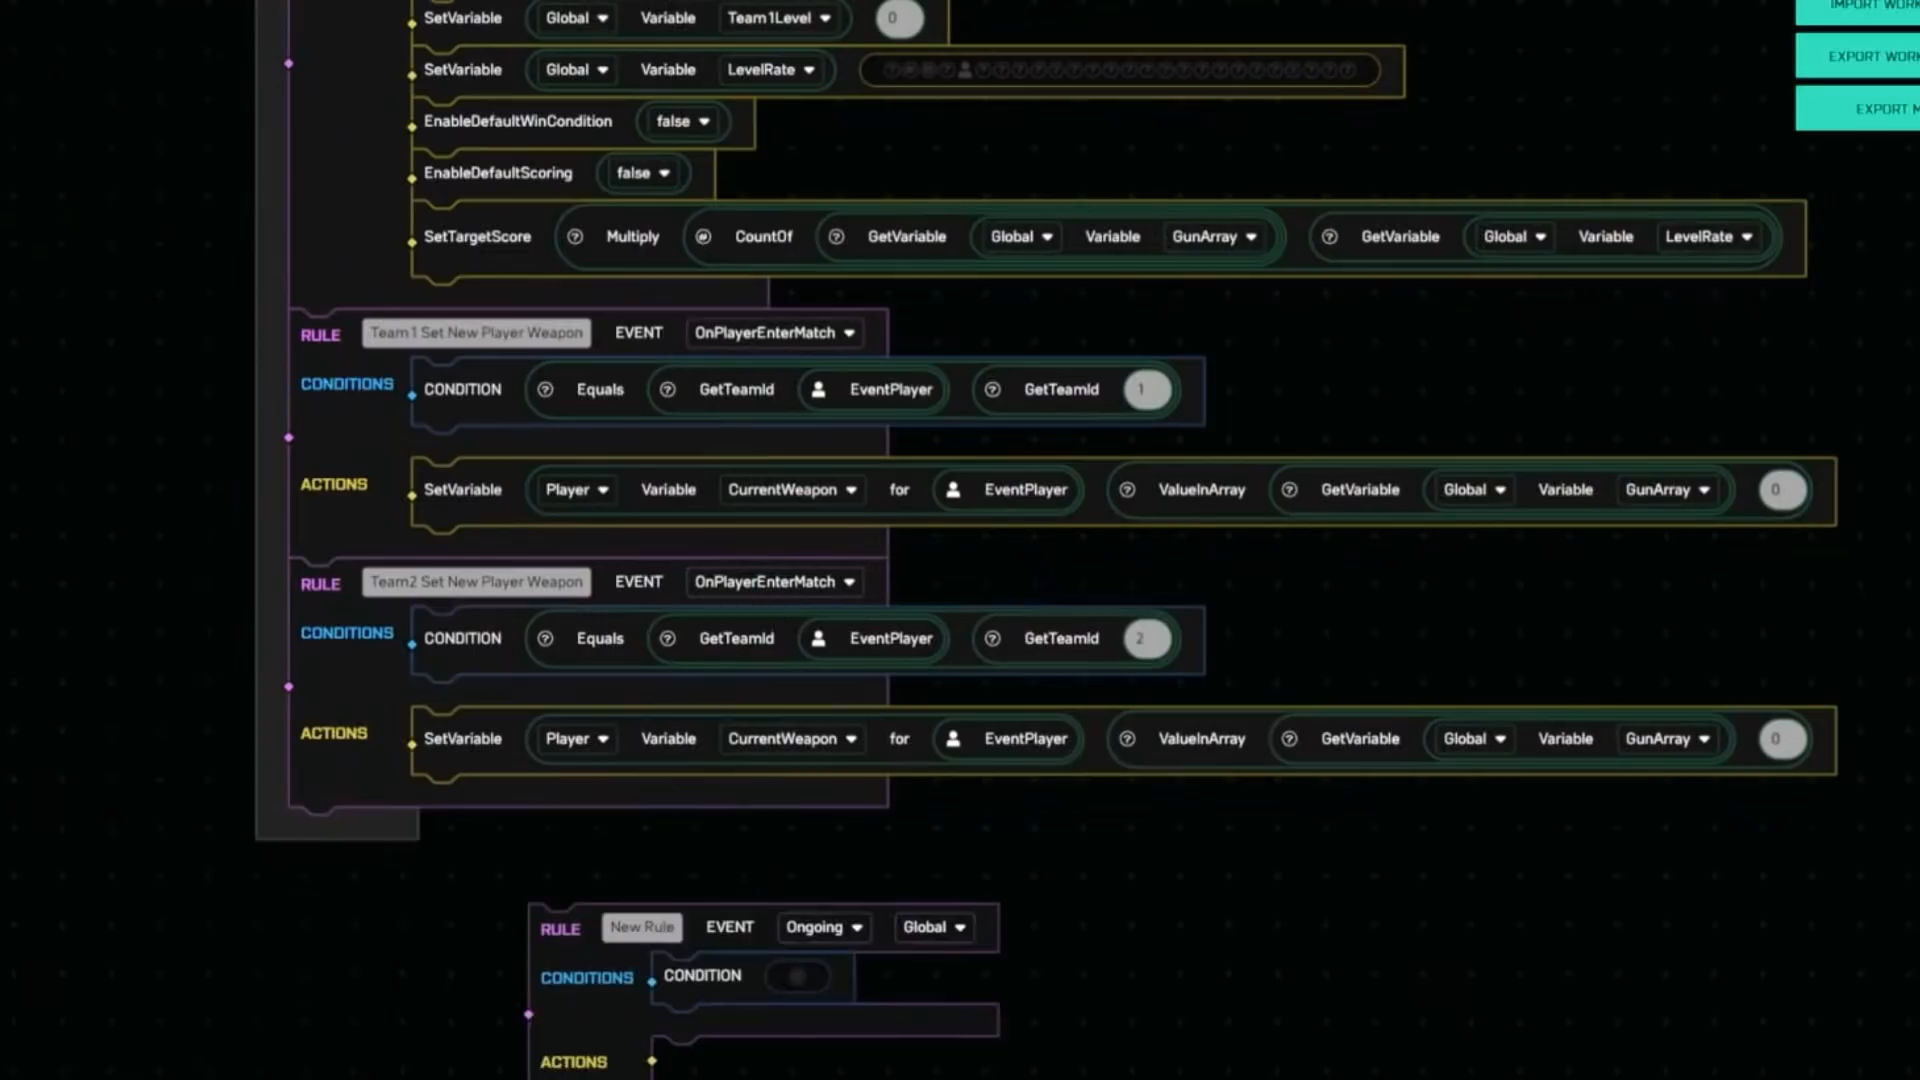 SetVariable Global Variable Team1Level 0
IMPORT WORK
SetVariable Global Variable LevelRate
EXPORT WORK
EXPORT M
EnableDefaultWinCondition false
EnableDefaultScoring false
SetTargetScore Multiply CountOf GetVariable Global Variable GunArray GetVariable Global Variable LevelRate
RULE Team1 Set New Player Weapon EVENT OnPlayerEnterMatch
CONDITIONS CONDITION Equals GetTeamId EventPlayer GetTeamId 1
ACTIONS SetVariable Player Variable CurrentWeapon for EventPlayer ValueInArray GetVariable Global Variable GunArray 0
RULE Team2 Set New Player Weapon EVENT OnPlayerEnterMatch
CONDITIONS CONDITION Equals GetTeamId EventPlayer GetTeamId 2
ACTIONS SetVariable Player Variable CurrentWeapon for EventPlayer ValueInArray GetVariable Global Variable GunArray 0
RULE New Rule EVENT Ongoing Global
CONDITIONS CONDITION
ACTIONS